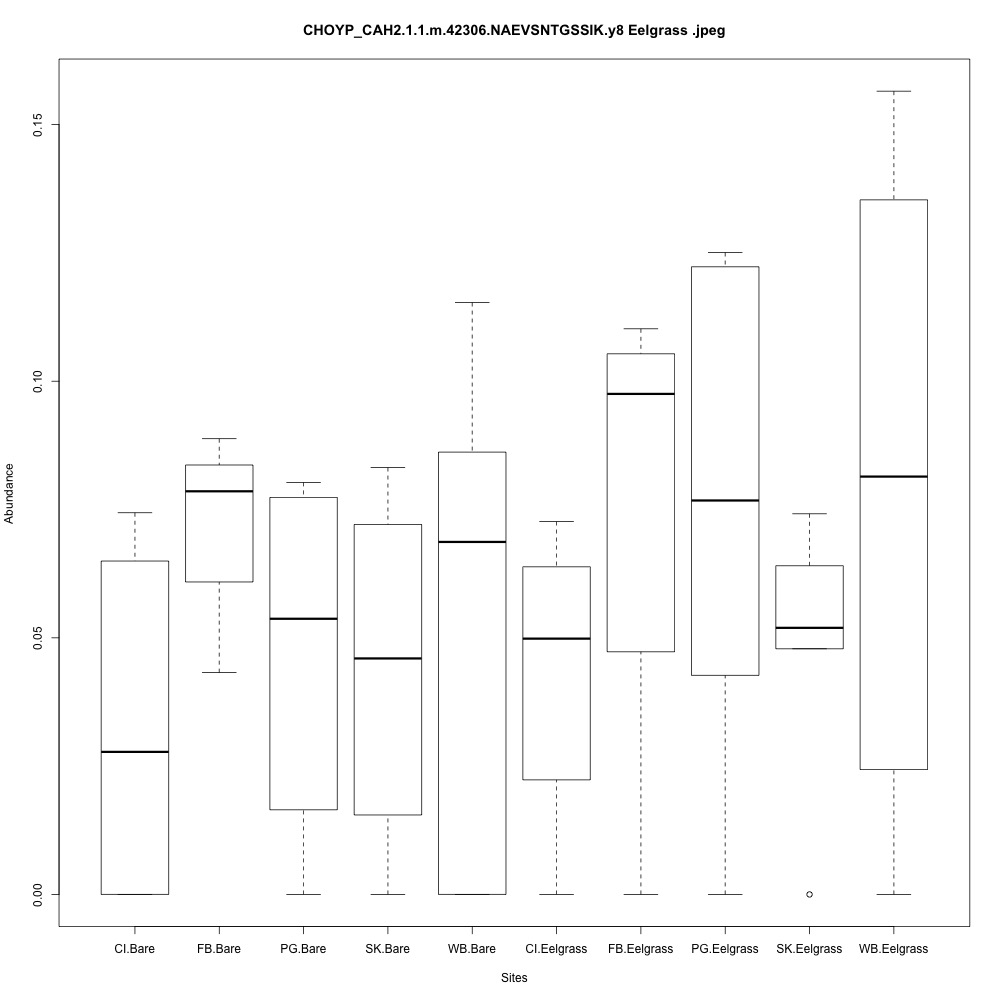 CHOYP_CAH2.1.1.m.42306.NAEVSNTGSSIK.y8 Eelgrass .jpeg
0.15
0.10
0.05
0.00
Abundance
CI.Bare FB.Bare PG.Bare SK.Bare WB.Bare CI.Eelgrass FB.Eelgrass PG.Eelgrass SK.Eelgrass WB.Eelgrass
Sites